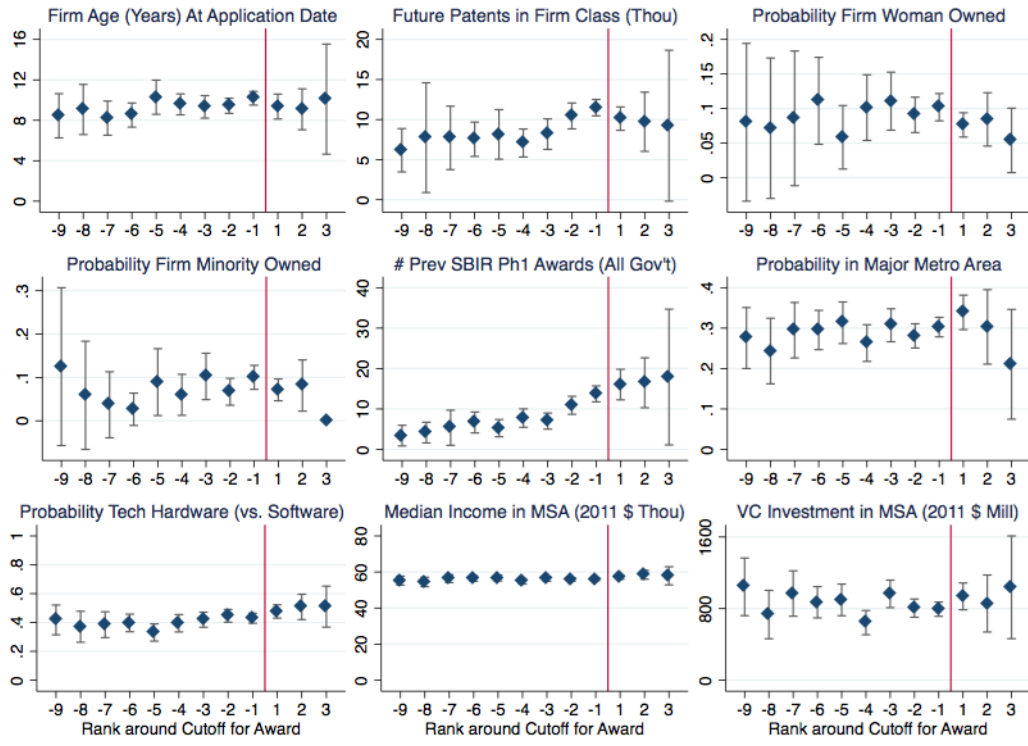 Firm Age (Years) At Application Date
16
12
8
4
0
-9 -8 -7 -6 -5 -4 -3 -2 -1 1 2 3
Future Patents in Firm Class (Thou)
20
15
10
5
0
-9 -8 -7 -6 -5 -4 -3 -2 -1 1 2 3
Probability Firm Woman Owned
.2
.15
.1
.05
0
-9 -8 -7 -6 -5 -4 -3 -2 -1 1 2 3
Probability Firm Minority Owned
.3
.2
.1
0
-9 -8 -7 -6 -5 -4 -3 -2 -1 1 2 3
# Prev SBIR Ph1 Awards (All Gov't)
40
30
20
10
0
-9 -8 -7 -6 -5 -4 -3 -2 -1 1 2 3
Probability in Major Metro Area
.4
.3
.2
.1
-9 -8 -7 -6 -5 -4 -3 -2 -1 1 2 3
Probability Tech Hardware (vs. Software)
1
.8
.6
.4
.2
0
-9 -8 -7 -6 -5 -4 -3 -2 -1 1 2 3
Rank around Cutoff for Award
Median Income in MSA (2011 $ Thou)
80
60
40
20
0
-9 -8 -7 -6 -5 -4 -3 -2 -1 1 2 3
Rank around Cutoff for Award
VC Investment in MSA (2011 $ Mill)
1600
800
0
-9 -8 -7 -6 -5 -4 -3 -2 -1 1 2 3
Rank around Cutoff for Award